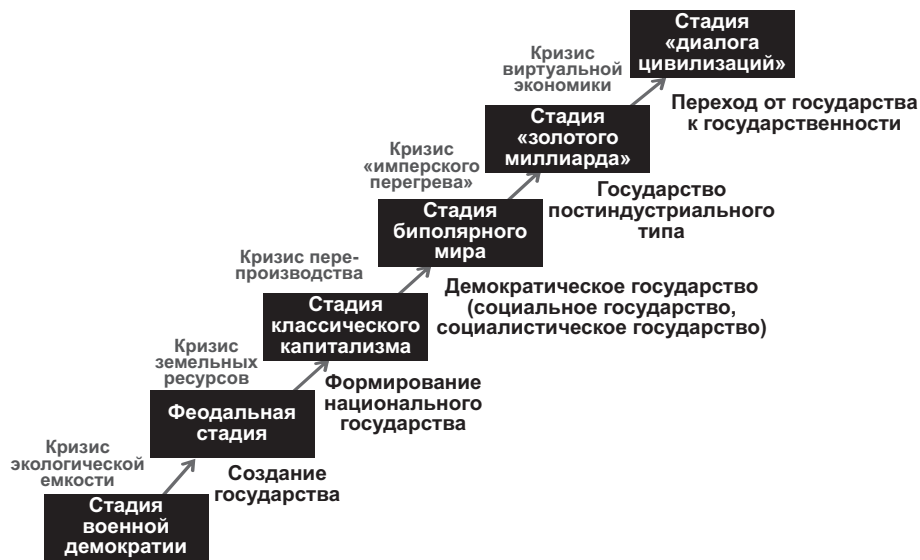 Стадия
«диалога
цивилизаций»
Кризис
виртуальной
экономики
Переход от государства
к государственности
Стадия
«золотого
миллиарда»
Кризис
«имперского
перегрева»
Государство
постиндустриального
типа
Стадия
биполярного
мира
Кризис пере-
производства
Демократическое государство
(социальное государство,
социалистическое государство)
Стадия
классического
капитализма
Кризис
земельных
ресурсов
Формирование
национального
государства
Феодальная
стадия
Кризис
экологической
емкости
Создание
государства
Стадия
военной
демократии